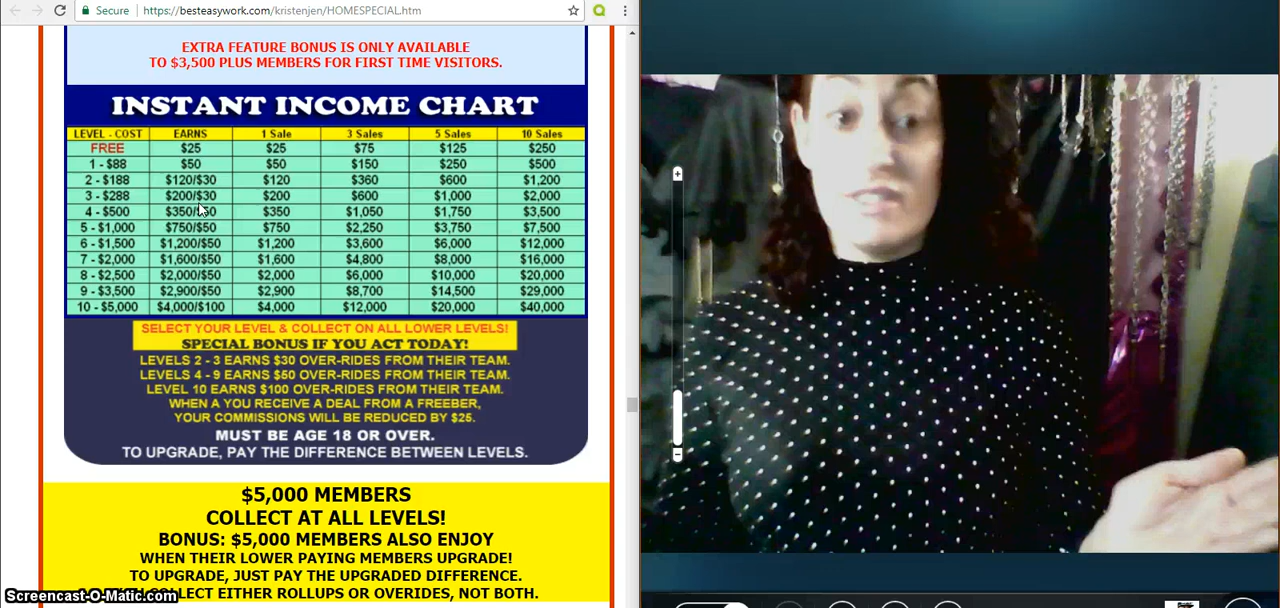 Secure
https://besteasywork.com/kristenjen/HOMESPECIAL.htm
EXTRA FEATURE BONUS IS ONLY AVAILABLE
TO $3,500 PLUS MEMBERS FOR FIRST TIME VISITORS.
INSTANT INCOME CHART
LEVEL - COST EARNS 1 Sale 3 Sales 5 Sales 10 Sales
FREE $25 $25 $75 $125 $250
1 - $88 $50 $50 $150 $250 $500
2 - $188 $120/$30 $120 $360 $600 $1,200
3 - $288 $200/$30 $200 $600 $1,000 $2,000
4 - $500 $350 $1,050 $1,750 $3,500
5 - $1,000 $750/$50 $750 $2,250 $3,750 $7,500
6 - $1,500 $1,200/$50 $1,200 $3,600 $6,000 $12,000
7 - $2,000 $1,600/$50 $1,600 $4,800 $8,000 $16,000
8 - $2,500 $2,000/$50 $2,000 $6,000 $10,000 $20,000
9 - $3,500 $2,900/$50 $2,900 $8,700 $14,500 $29,000
10 - $5,000 $4,000/$100 $4,000 $12,000 $20,000 $40,000
SELECT YOUR LEVEL & COLLECT ON ALL LOWER LEVELS!
SPECIAL BONUS IF YOU ACT TODAY!
LEVELS 2 - 3 EARNS $30 OVER-RIDES FROM THEIR TEAM.
LEVELS 4 - 9 EARNS $50 OVER-RIDES FROM THEIR TEAM.
LEVEL 10 EARNS $100 OVER-RIDES FROM THEIR TEAM.
WHEN A YOU RECEIVE A DEAL FROM A FREEBER,
YOUR COMMISSIONS WILL BE REDUCED BY $25.
MUST BE AGE 18 OR OVER.
TO UPGRADE, PAY THE DIFFERENCE BETWEEN LEVELS.
$5,000 MEMBERS
COLLECT AT ALL LEVELS!
BONUS: $5,000 MEMBERS ALSO ENJOY
WHEN THEIR LOWER PAYING MEMBERS UPGRADE!
TO UPGRADE, JUST PAY THE UPGRADED DIFFERENCE.
EITHER ROLLUPS OR OVERIDES, NOT BOTH.
Screencast-O-Matic.com